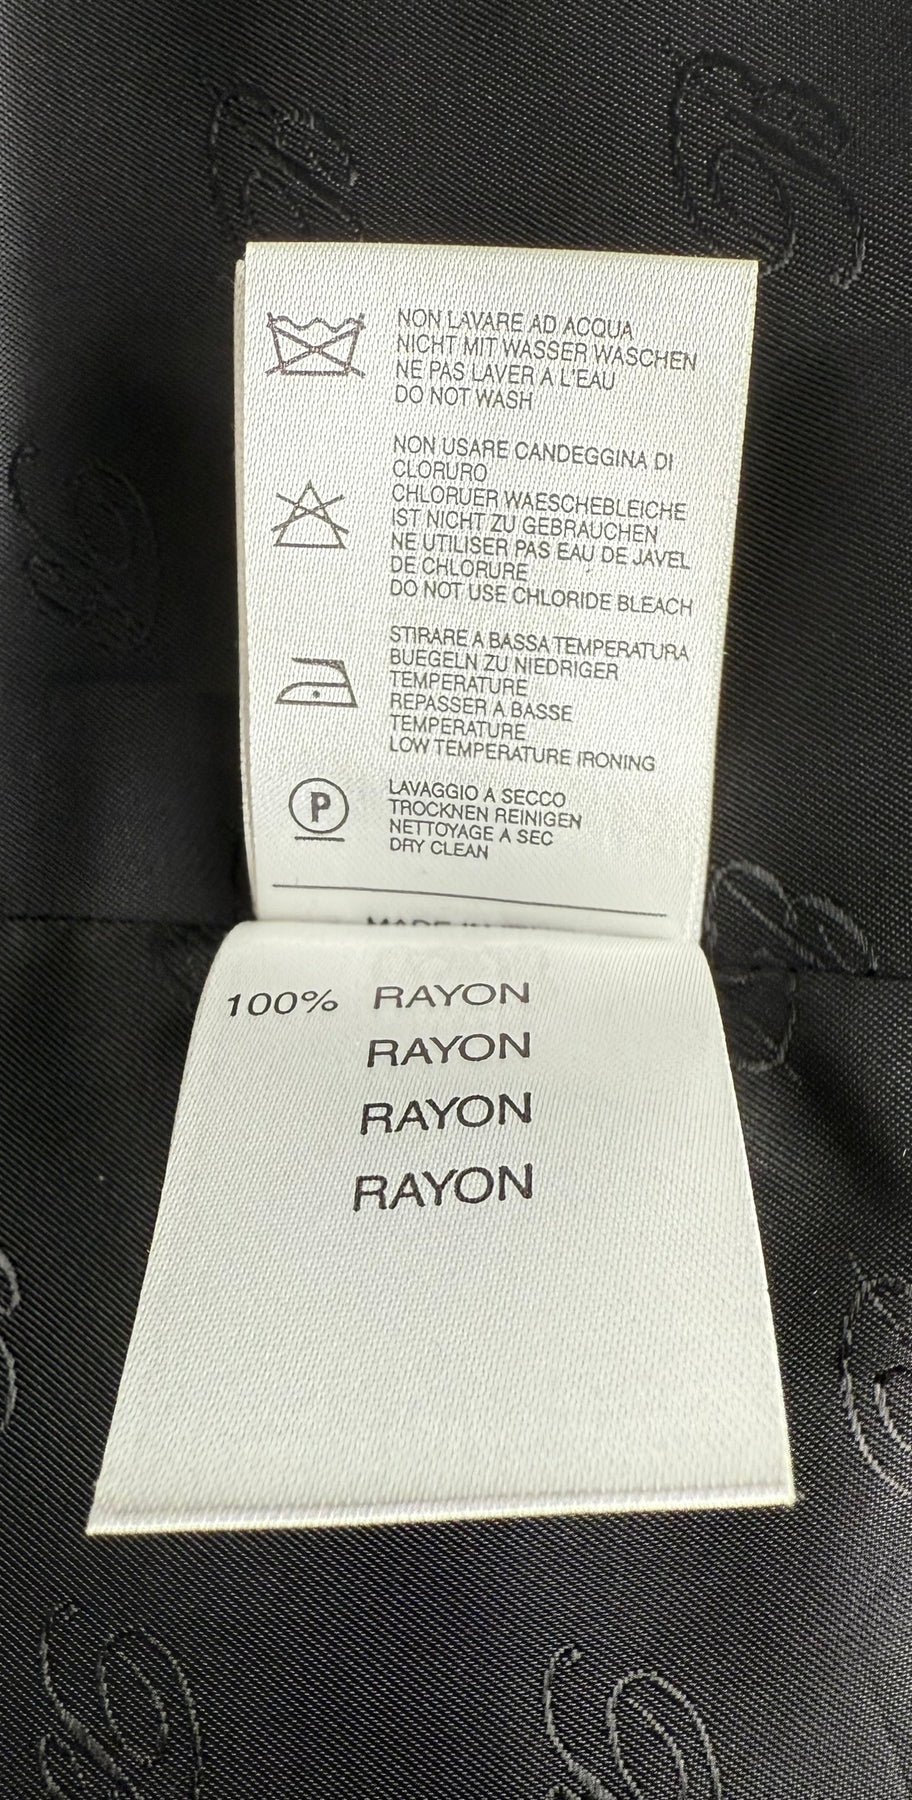 NON LAVARE AD ACQUA
NICHT MIT WASSER WASCHEN
NE PAS LAVER A L'EAU
DO NOT WASH
NON USARE CANDEGGINA DI
CLORURO
CHLORUER WAESCHEBLEICHE
IST NICHT ZU GEBRAUCHEN
NE UTILISER PAS EAU DE JAVEL
DE CHLORURE
DO NOT USE CHLORIDE BLEACH
STIRARE A BASSA TEMPERATURA
BUEGELN ZU NIEDRIGER
TEMPERATURE
REPASSER A BASSE
TEMPERATURE
LOW TEMPERATURE IRONING
P
LAVAGGIO A SECCO
TROCKNEN REINIGEN
NETTOYAGE A SEC
DRY CLEAN
MADE IN
100% RAYON
RAYON
RAYON
RAYON